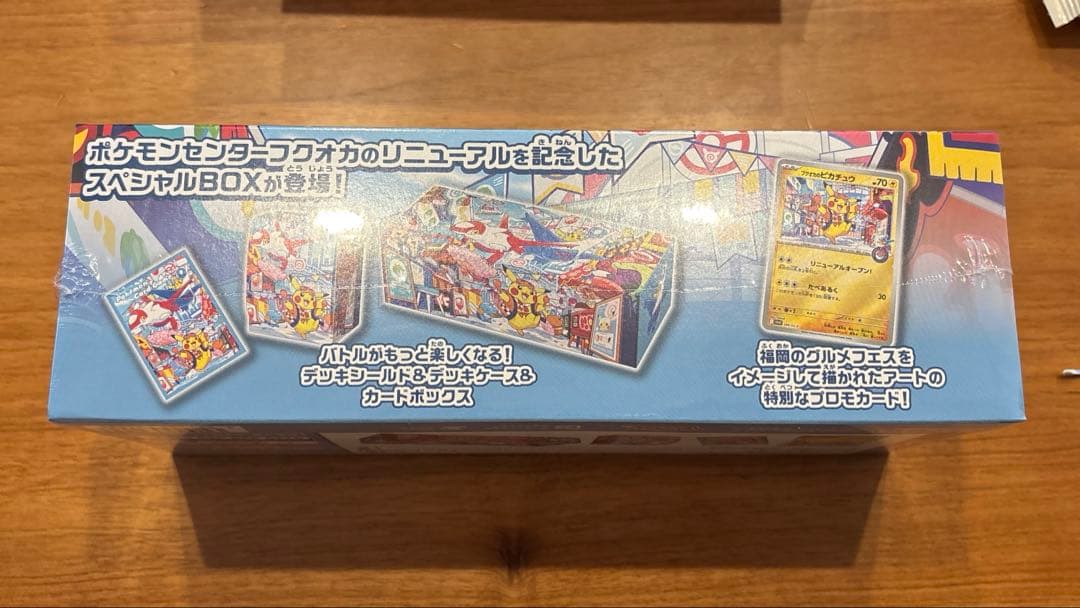 ポケモンセンターフクオカのリニューアルを記念した
スペシャルBOXが登場!
バトルがもっと楽しくなる!
デッキシールド&デッキケース&
カードボックス
フクオカのピカチュウ 70
リニューアルオープン!
たべあるく 30
福岡のグルメフェスを
イメージして描かれたアートの
特別なプロモカード!